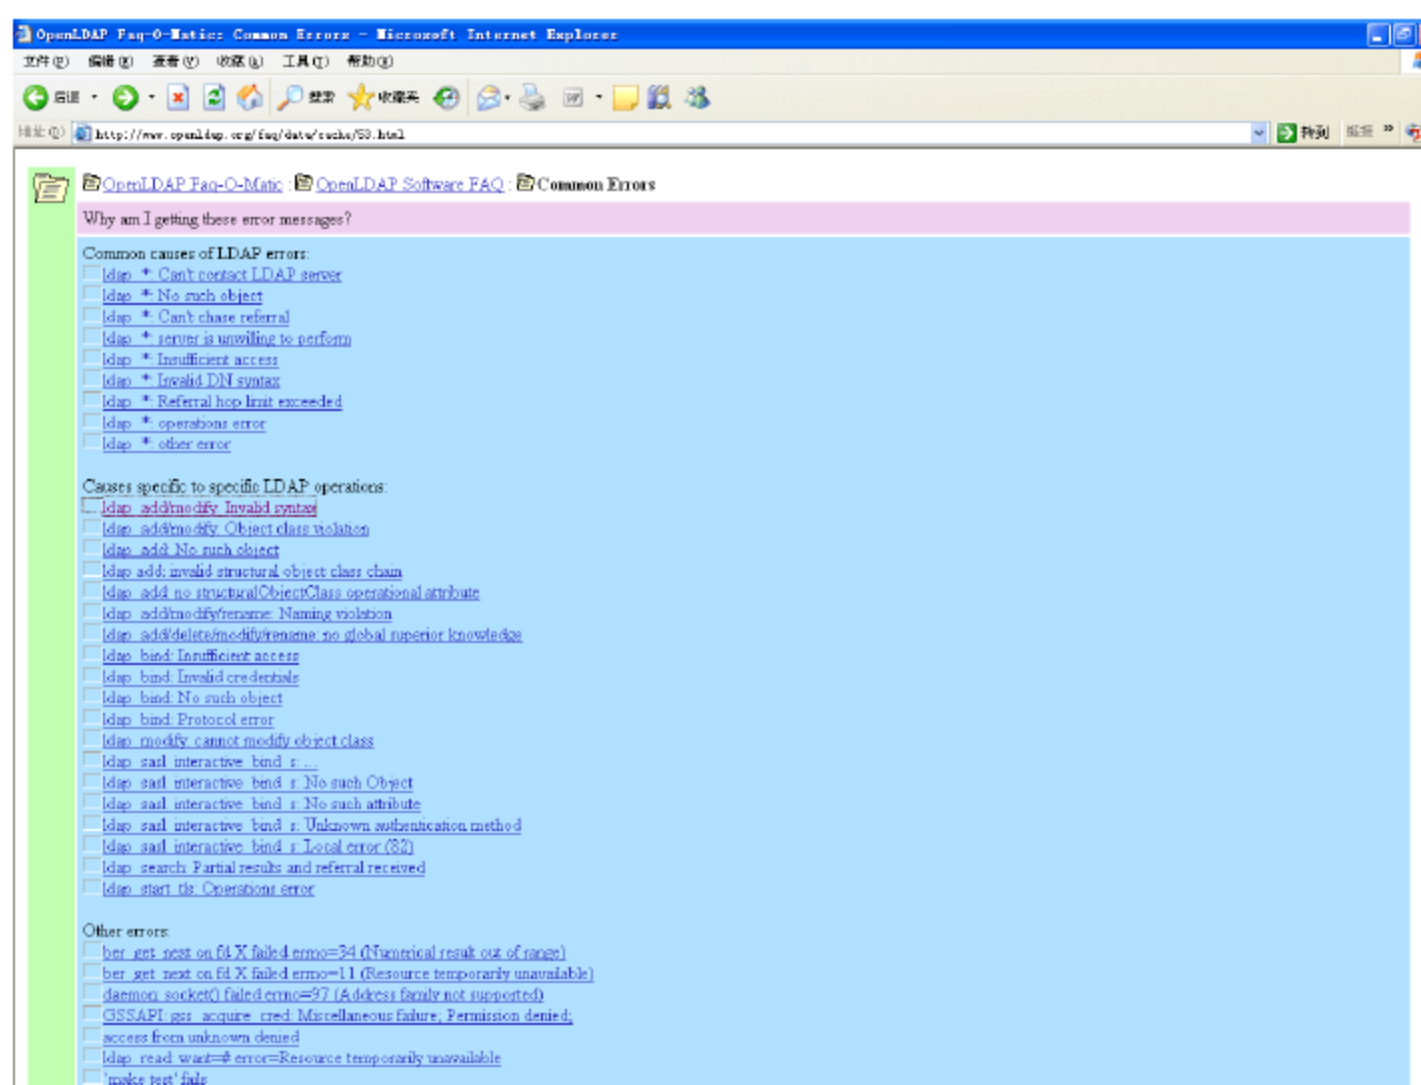 OpenLDAP Faq-O-Matic: Common Errors - Microsoft Internet Explorer
文件(F) 编辑(E) 查看(V) 收藏(A) 工具(T) 帮助(H)
后退 搜索 收藏夹
地址(D) http://www.openldap.org/faq/data/cache/53.html 转到 链接 »
OpenLDAP Faq-O-Matic : OpenLDAP Software FAQ : Common Errors
Why am I getting these error messages?
Common causes of LDAP errors:
ldap_*: Can't contact LDAP server
ldap_*: No such object
ldap_*: Can't chase referral
ldap_*: server is unwilling to perform
ldap_*: Insufficient access
ldap_*: Invalid DN syntax
ldap_*: Referral hop limit exceeded
ldap_*: operations error
ldap_*: other error
Causes specific to specific LDAP operations:
ldap_add/modify: Invalid syntax
ldap_add/modify: Object class violation
ldap_add: No such object
ldap add: invalid structural object class chain
ldap_add: no structuralObjectClass operational attribute
ldap_add/modify/rename: Naming violation
ldap_add/delete/modify/rename: no global superior knowledge
ldap_bind: Insufficient access
ldap_bind: Invalid credentials
ldap_bind: No such object
ldap_bind: Protocol error
ldap_modify: cannot modify object class
ldap_sasl_interactive_bind_s: ...
ldap_sasl_interactive_bind_s: No such Object
ldap_sasl_interactive_bind_s: No such attribute
ldap_sasl_interactive_bind_s: Unknown authentication method
ldap_sasl_interactive_bind_s: Local error (82)
ldap_search: Partial results and referral received
ldap_start_tls: Operations error
Other errors:
ber_get_next on fd X failed errno=34 (Numerical result out of range)
ber_get_next on fd X failed errno=11 (Resource temporarily unavailable)
daemon: socket() failed errno=97 (Address family not supported)
GSSAPI: gss_acquire_cred: Miscellaneous failure; Permission denied;
access from unknown denied
ldap_read: want=# error=Resource temporarily unavailable
'make test' fails